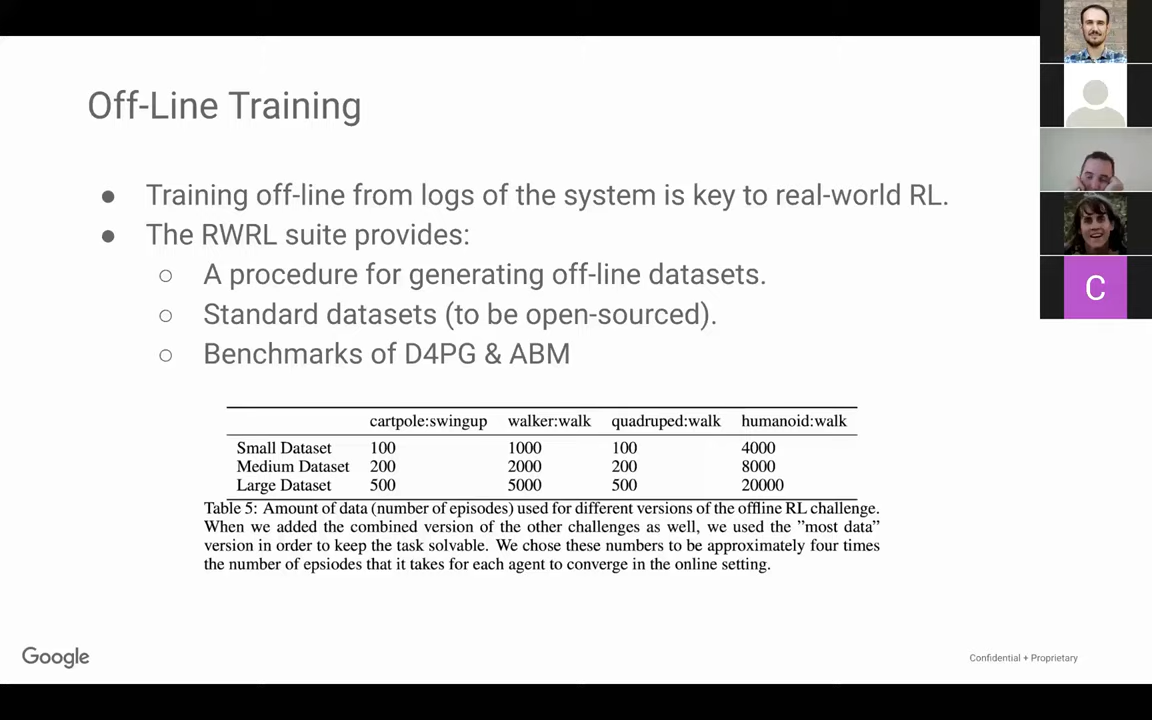 Off-Line Training
● Training off-line from logs of the system is key to real-world RL.
● The RWRL suite provides:
○ A procedure for generating off-line datasets.
○ Standard datasets (to be open-sourced).
○ Benchmarks of D4PG & ABM
cartpole:swingup walker:walk quadruped:walk humanoid:walk
Small Dataset 100 1000 100 4000
Medium Dataset 200 2000 200 8000
Large Dataset 500 5000 500 20000
Table 5: Amount of data (number of episodes) used for different versions of the offline RL challenge.
When we added the combined version of the other challenges as well, we used the ”most data”
version in order to keep the task solvable. We chose these numbers to be approximately four times
the number of epsiodes that it takes for each agent to converge in the online setting.
Google
Confidential + Proprietary
C